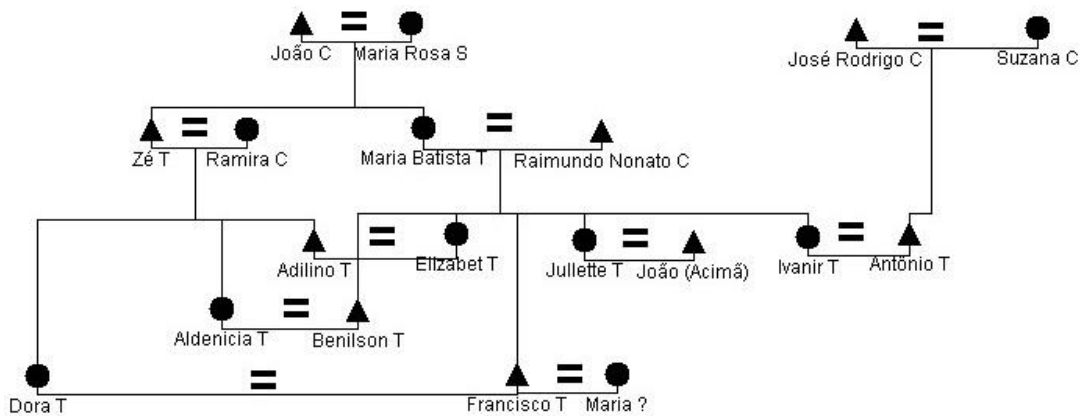 João C
Maria Rosa S
José Rodrigo C
Suzana C
Zé T
Ramira C
Maria Batista T
Raimundo Nonato C
Adilino T
Elizabet T
Jullette T
João (Acimã)
Ivanir T
Antônio T
Aldenicia T
Benilson T
Dora T
Francisco T
Maria ?